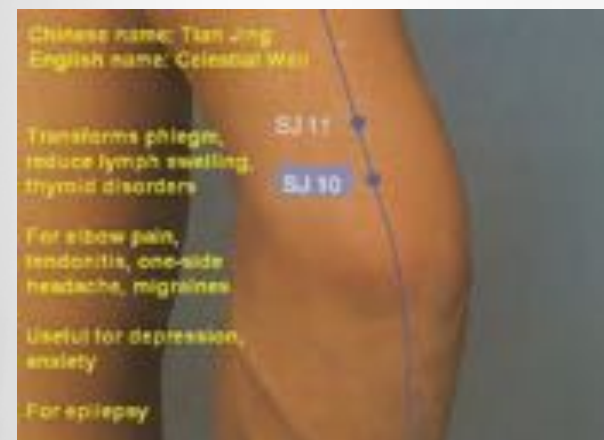 Chinese name: Tian Jing
English name: Celestial Well
Transforms phlegm,
reduce lymph swelling,
thyroid disorders
For elbow pain,
tendonitis, one-side
headache, migraines
Useful for depression,
anxiety
For epilepsy
SJ 11
SJ 10